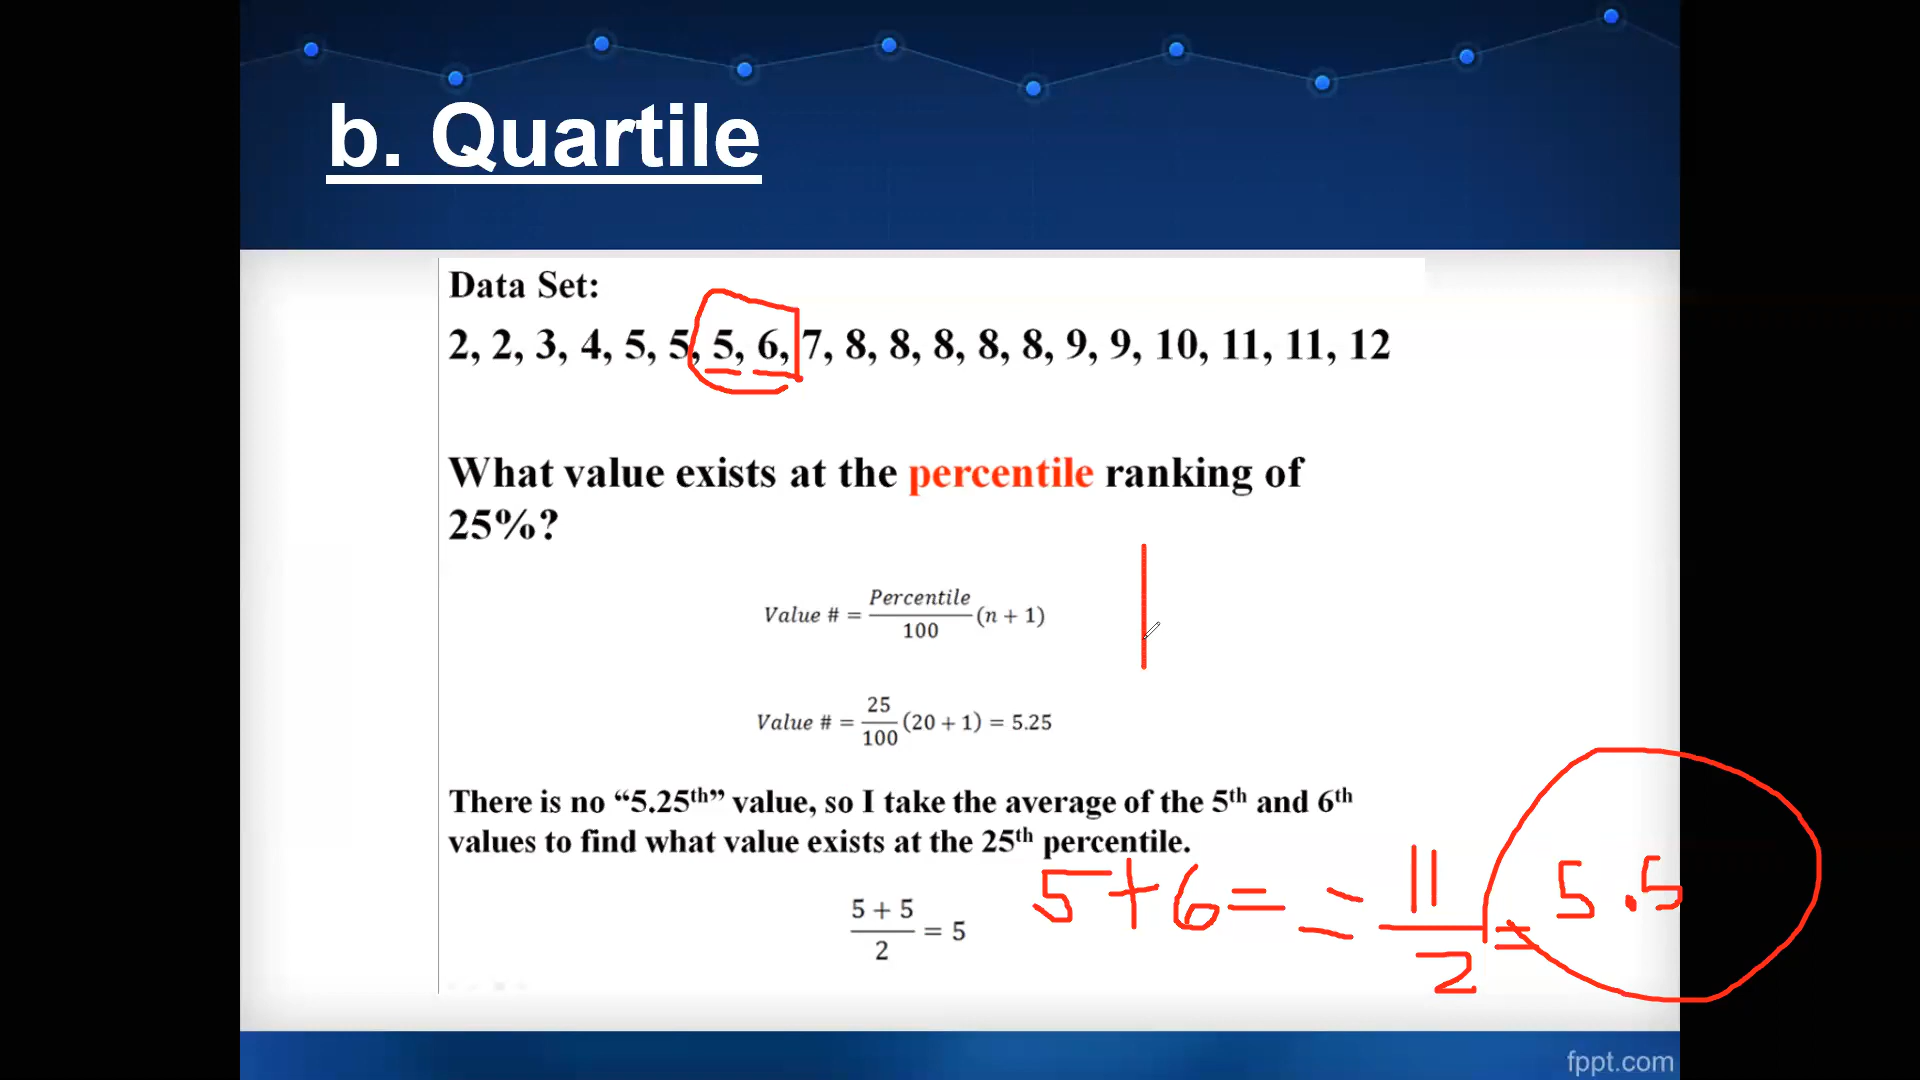 b. Quartile
Data Set:
2, 2, 3, 4, 5, 5, 5, 6, 7, 8, 8, 8, 8, 8, 9, 9, 10, 11, 11, 12
What value exists at the percentile ranking of
25%?
Value # = Percentile/100 (n + 1)
Value # = 25/100 (20 + 1) = 5.25
There is no “5.25th” value, so I take the average of the 5th and 6th
values to find what value exists at the 25th percentile.
5 + 5/2 = 5
5+6= = 11/2 = 5.5
fppt.com